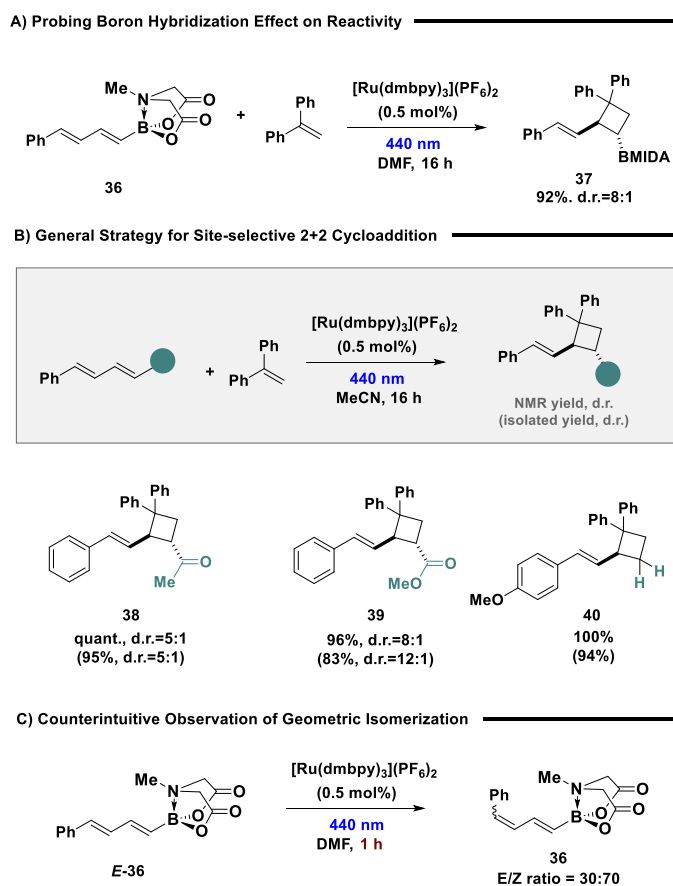 A) Probing Boron Hybridization Effect on Reactivity
Me
N
O
B
O
O
O
Ph
36
+
Ph
Ph
[Ru(dmbpy)3](PF6)2
(0.5 mol%)
440 nm
DMF, 16 h
Ph
Ph
Ph
BMIDA
37
92%. d.r.=8:1
B) General Strategy for Site-selective 2+2 Cycloaddition
Ph
+
Ph
Ph
[Ru(dmbpy)3](PF6)2
(0.5 mol%)
440 nm
MeCN, 16 h
Ph
Ph
Ph
NMR yield, d.r.
(isolated yield, d.r.)
Ph
Ph
O
Me
38
quant., d.r.=5:1
(95%, d.r.=5:1)
Ph
Ph
O
MeO
39
96%, d.r.=8:1
(83%, d.r.=12:1)
Ph
Ph
MeO
H
H
40
100%
(94%)
C) Counterintuitive Observation of Geometric Isomerization
Me
N
O
O
B
O
O
Ph
E-36
[Ru(dmbpy)3](PF6)2
(0.5 mol%)
440 nm
DMF, 1 h
Me
N
O
Ph
O
B
O
O
36
E/Z ratio = 30:70